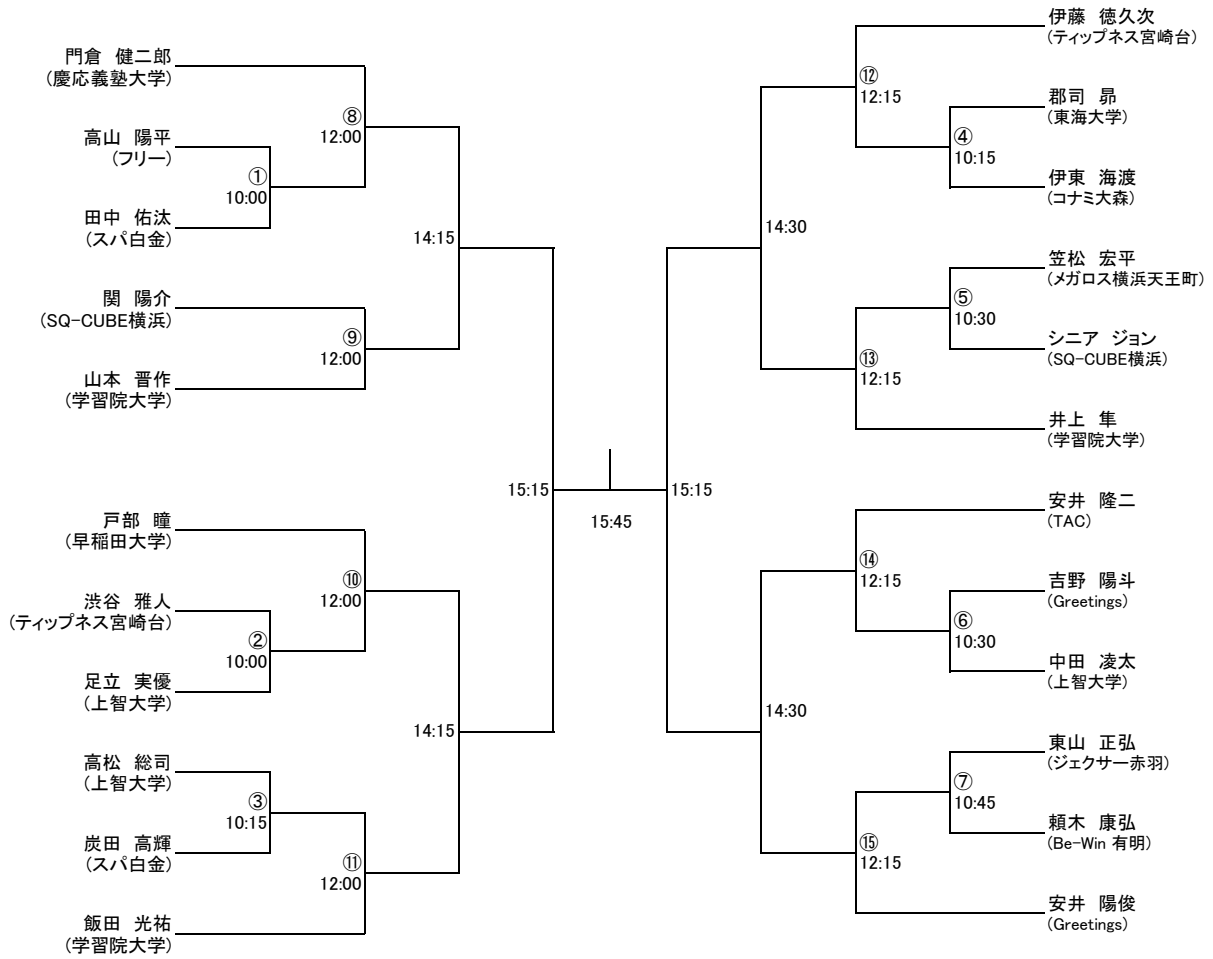 門倉 健二郎
(慶応義塾大学)
⑧
12:00
高山 陽平
(フリー)
①
10:00
田中 佑汰
(スパ白金)
14:15
関 陽介
(SQ-CUBE横浜)
⑨
12:00
山本 晋作
(学習院大学)
15:15
戸部 瞳
(早稲田大学)
⑩
12:00
渋谷 雅人
(ティップネス宮崎台)
②
10:00
足立 実優
(上智大学)
14:15
高松 総司
(上智大学)
③
10:15
炭田 高輝
(スパ白金)
⑪
12:00
飯田 光祐
(学習院大学)
15:45
伊藤 徳久次
(ティップネス宮崎台)
⑫
12:15
郡司 昴
(東海大学)
④
10:15
伊東 海渡
(コナミ大森)
14:30
笠松 宏平
(メガロス横浜天王町)
⑤
10:30
シニア ジョン
(SQ-CUBE横浜)
⑬
12:15
井上 隼
(学習院大学)
15:15
安井 隆二
(TAC)
⑭
12:15
吉野 陽斗
(Greetings)
⑥
10:30
中田 凌太
(上智大学)
14:30
東山 正弘
(ジェクサー赤羽)
⑦
10:45
頼木 康弘
(Be-Win 有明)
⑮
12:15
安井 陽俊
(Greetings)